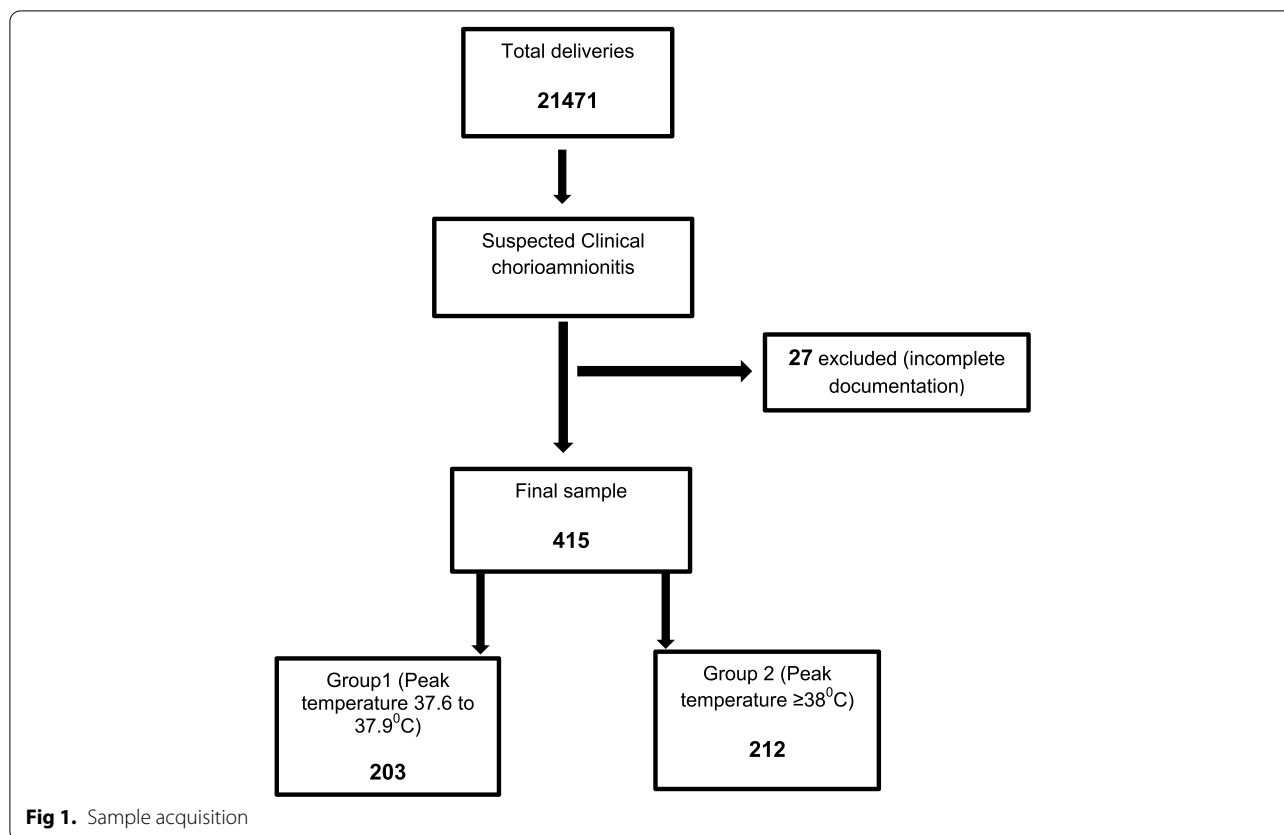 Total deliveries
21471
Suspected Clinical
chorioamnionitis
27 excluded (incomplete
documentation)
Final sample
415
Group1 (Peak
temperature 37.6 to
37.9⁰C)
203
Group 2 (Peak
temperature ≥38⁰C)
212
Fig 1. Sample acquisition